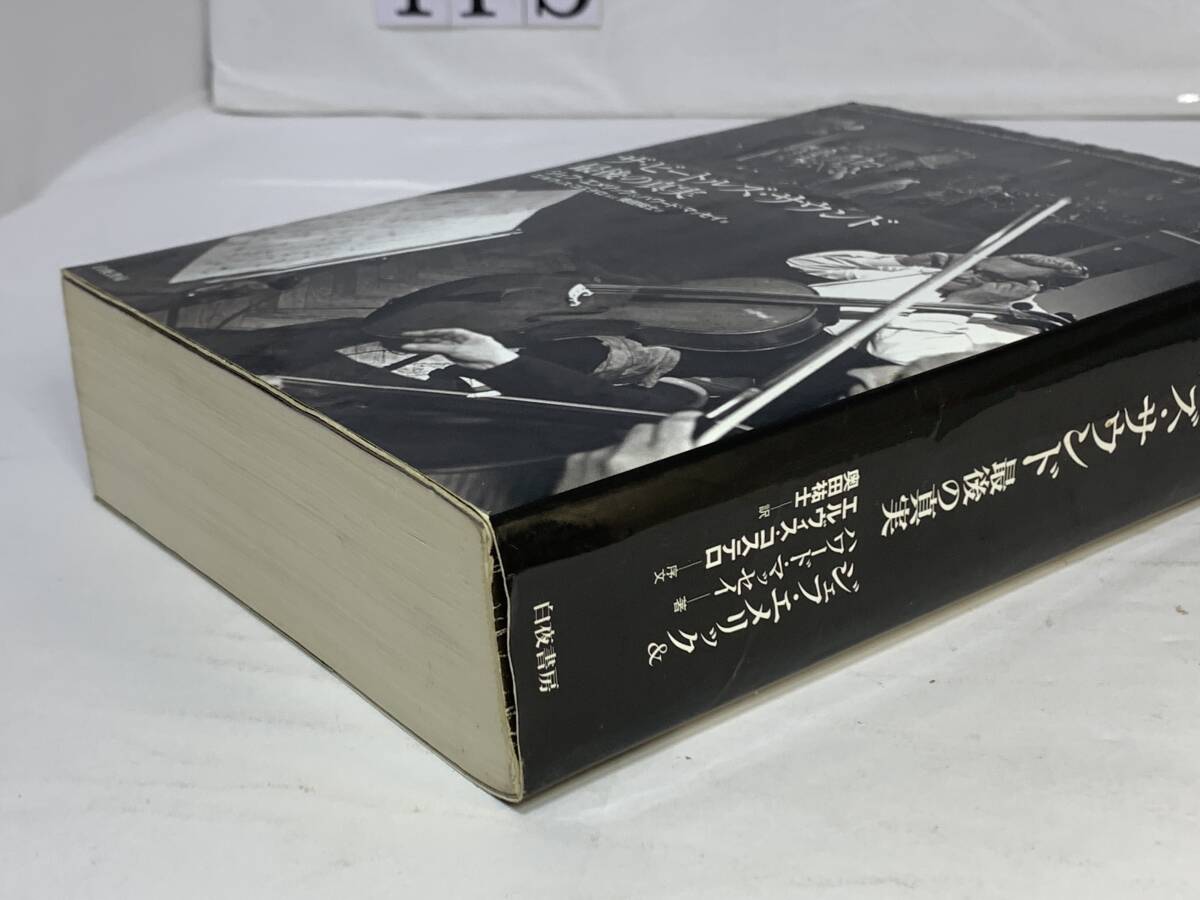 ザ・ビートルズ・サウンド
最後の真実
ズ・サウンド 最後の真実
ジェフ・エメリック&
ハワード・マッセイ—著
エルヴィス・コステロ—序文
奥田祐士—訳
白夜書房